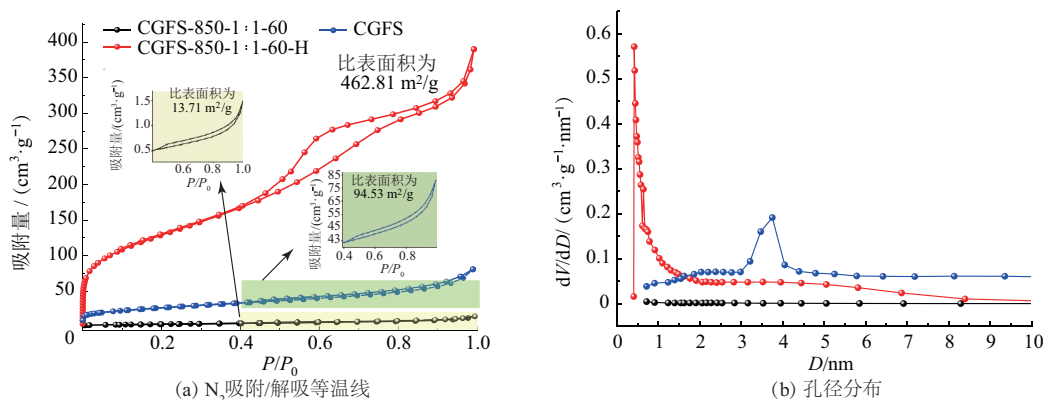 CGFS-850-1∶1-60
CGFS
CGFS-850-1∶1-60-H
比表面积为
462.81 m²/g
比表面积为
13.71 m²/g
吸附量/(cm³·g⁻¹)
1.5
1.0
0.5
0.6 0.8 1.0
P/P₀
比表面积为
94.53 m²/g
吸附量/(cm³·g⁻¹)
85
75
64
54
43
0.4 0.6 0.8
P/P₀
吸附量 / (cm³·g⁻¹)
400
350
300
250
200
150
100
50
0
0 0.2 0.4 0.6 0.8 1.0
P/P₀
(a) N₂吸附/解吸等温线
dV/dD/ (cm³·g⁻¹·nm⁻¹)
0.6
0.5
0.4
0.3
0.2
0.1
0
0 1 2 3 4 5 6 7 8 9 10
D/nm
(b) 孔径分布